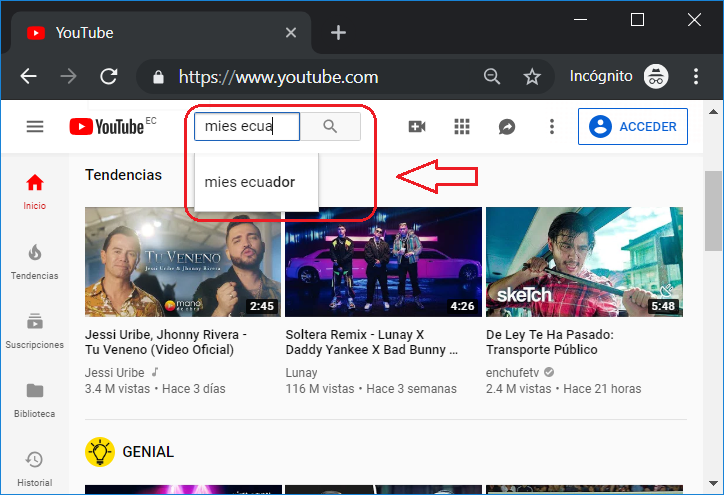 YouTube
https://www.youtube.com
Incógnito
YouTube EC
mies ecua
ACCEDER
mies ecuador
Tendencias
Inicio
Tendencias
Suscripciones
Biblioteca
Historial
TU VENENO
Jessi Uribe & Jhonny Rivera
mano de obra
2:45
4:26
skeTch
5:48
Jessi Uribe, Jhonny Rivera -
Tu Veneno (Video Oficial)
Jessi Uribe
3.4 M vistas • Hace 3 días
Soltera Remix - Lunay X
Daddy Yankee X Bad Bunny ...
Lunay
116 M vistas • Hace 3 semanas
De Ley Te Ha Pasado:
Transporte Público
enchufetv
2.4 M vistas • Hace 21 horas
GENIAL